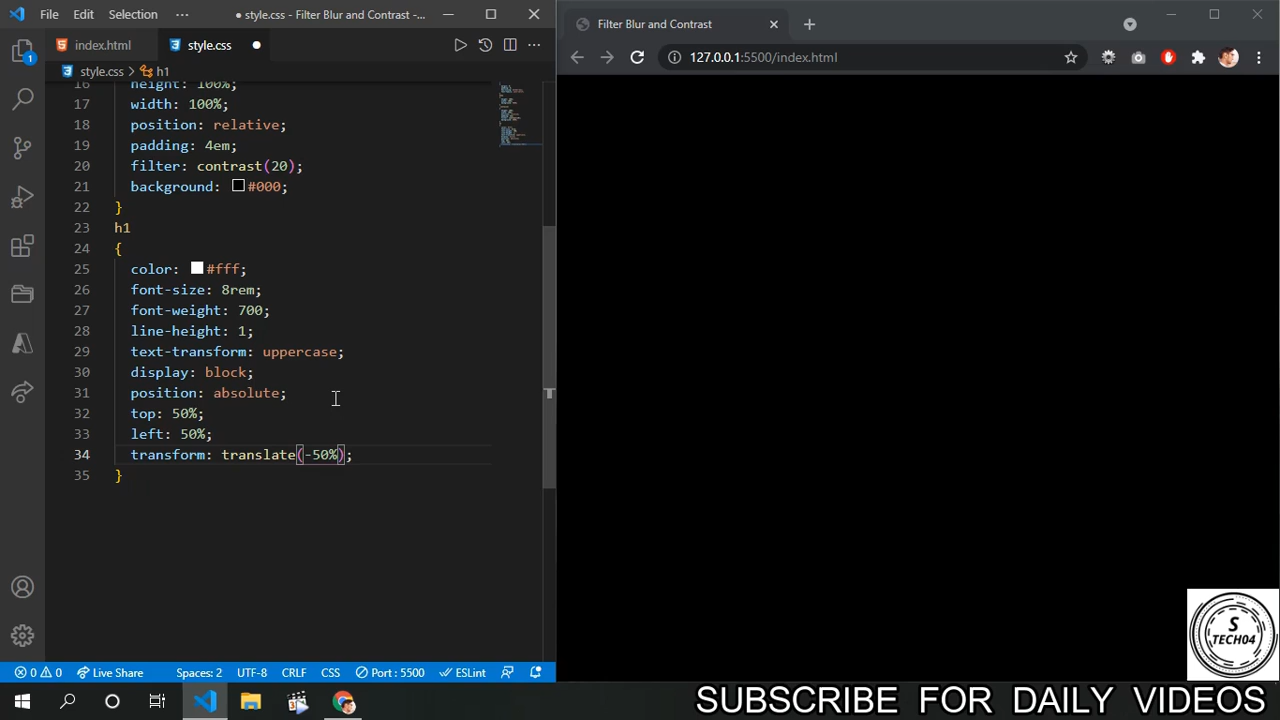 File Edit Selection ··· ● style.css - Filter Blur and Contrast -...
index.html style.css ●
style.css > h1
16 height: 100%;
17 width: 100%;
18 position: relative;
19 padding: 4em;
20 filter: contrast(20);
21 background: #000;
22 }
23 h1
24 {
25 color: #fff;
26 font-size: 8rem;
27 font-weight: 700;
28 line-height: 1;
29 text-transform: uppercase;
30 display: block;
31 position: absolute;
32 top: 50%;
33 left: 50%;
34 transform: translate(-50%);
35 }
1
0 0 Live Share Spaces: 2 UTF-8 CRLF CSS Port : 5500 ESLint
Filter Blur and Contrast
127.0.0.1:5500/index.html
S
TECH04
SUBSCRIBE FOR DAILY VIDEOS